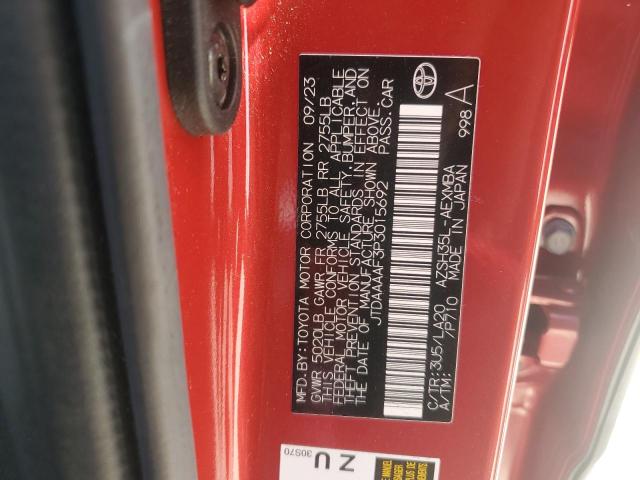 MFD. BY: TOYOTA MOTOR CORPORATION 09/23
GVWR 5020LB GAWR FR 2755LB RR 2755LB
THIS VEHICLE CONFORMS TO ALL APPLICABLE
FEDERAL MOTOR VEHICLE SAFETY, BUMPER, AND
THEFT PREVENTION STANDARDS IN EFFECT ON
THE DATE OF MANUFACTURE SHOWN ABOVE.
JTDAAAAF3P3015692 PASS. CAR
C/TR: 3U5/LA20 AZSH35L-AEXMBA
A/TM: /P710 MADE IN JAPAN
998 A
ZU
30S70